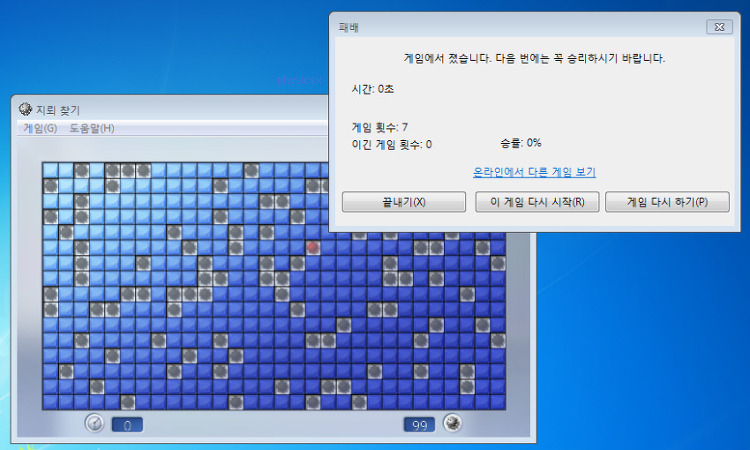 패배
게임에서 졌습니다. 다음 번에는 꼭 승리하시기 바랍니다.
시간: 0초
게임 횟수: 7
이긴 게임 횟수: 0
승률: 0%
온라인에서 다른 게임 보기
끝내기(X)
이 게임 다시 시작(R)
게임 다시 하기(P)
지뢰 찾기
게임(G) 도움말(H)
0
99